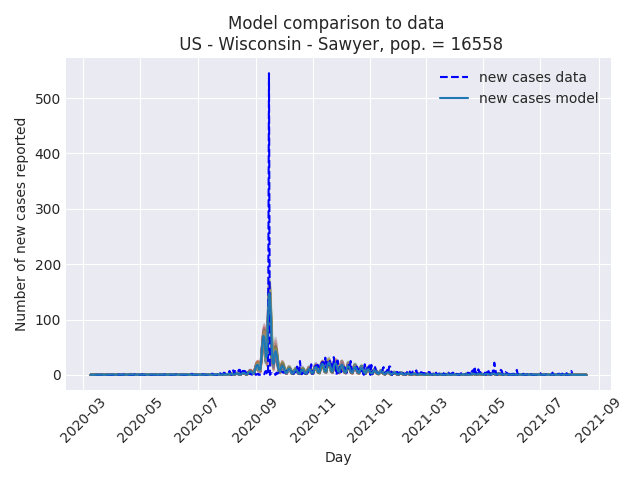 Model comparison to data
US - Wisconsin - Sawyer, pop. = 16558
new cases data
new cases model
Number of new cases reported
500
400
300
200
100
0
2020-03
2020-05
2020-07
2020-09
2020-11
2021-01
2021-03
2021-05
2021-07
2021-09
Day